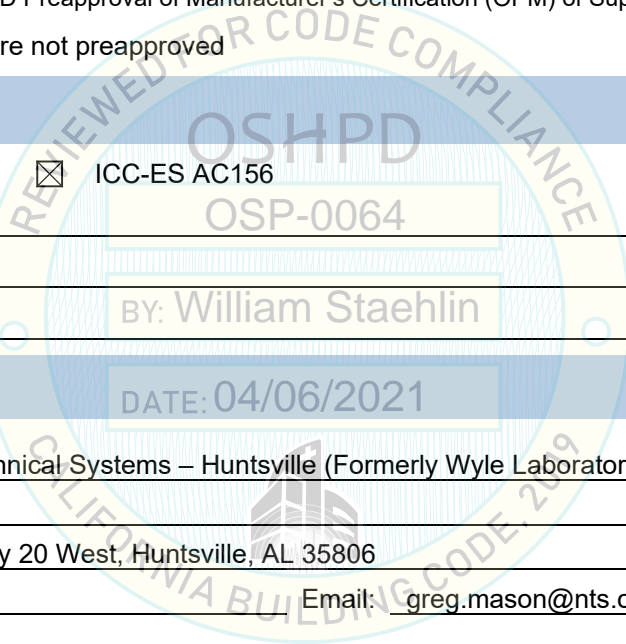 D Preapproval of Manufacturer's Certification (OPM) of Sup
re not preapproved
REVIEWED FOR CODE COMPLIANCE
OSHPD
ICC-ES AC156
OSP-0064
BY: William Staehlin
DATE: 04/06/2021
hnical Systems – Huntsville (Formerly Wyle Laborator
y 20 West, Huntsville, AL 35806
Email: greg.mason@nts.c
CALIFORNIA BUILDING CODE, 2019